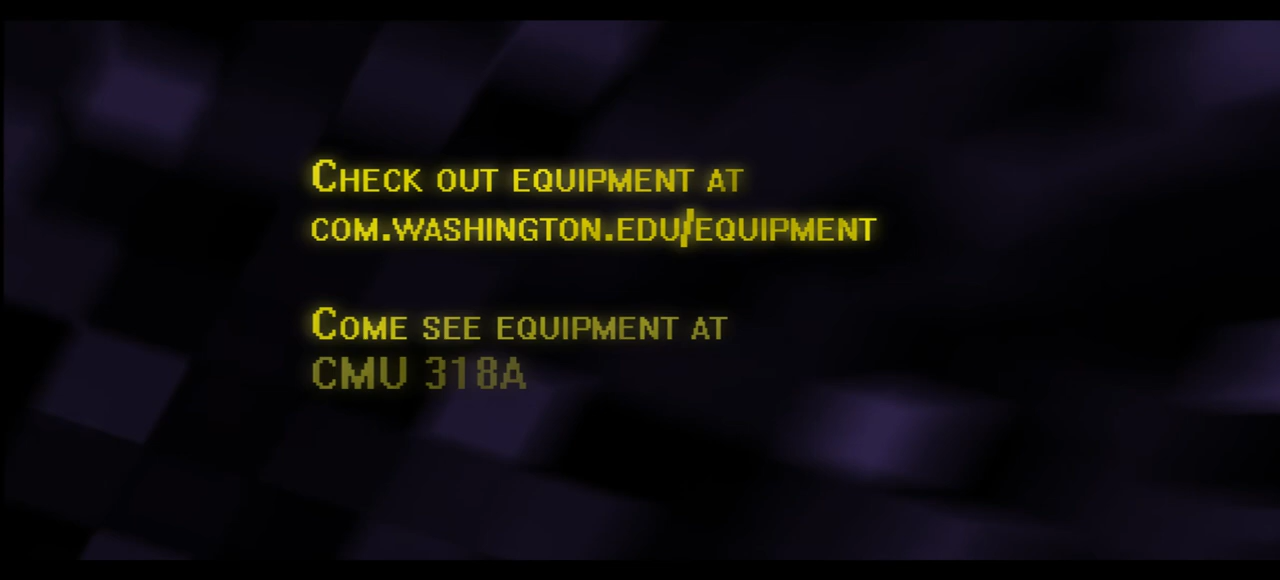 Check out equipment at
com.washington.edu/equipment
Come see equipment at
CMU 318A